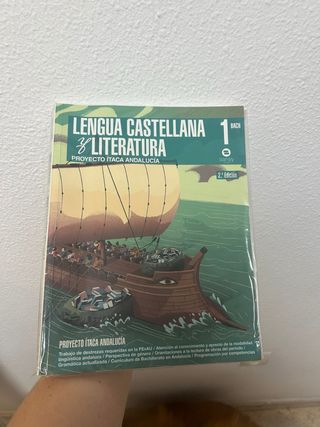 LENGUA CASTELLANA
y LITERATURA
PROYECTO ÍTACA ANDALUCÍA
1 BACH
2.ª Edición
PROYECTO ÍTACA ANDALUCÍA
Trabajo de destrezas requeridas en la PEvAU / Atención al conocimiento y aprecio de la modalidad
lingüística andaluza / Perspectiva de género / Orientaciones a la lectura de obras del periodo /
Gramática actualizada / Currículum de Bachillerato en Andalucía / Programación por competencias